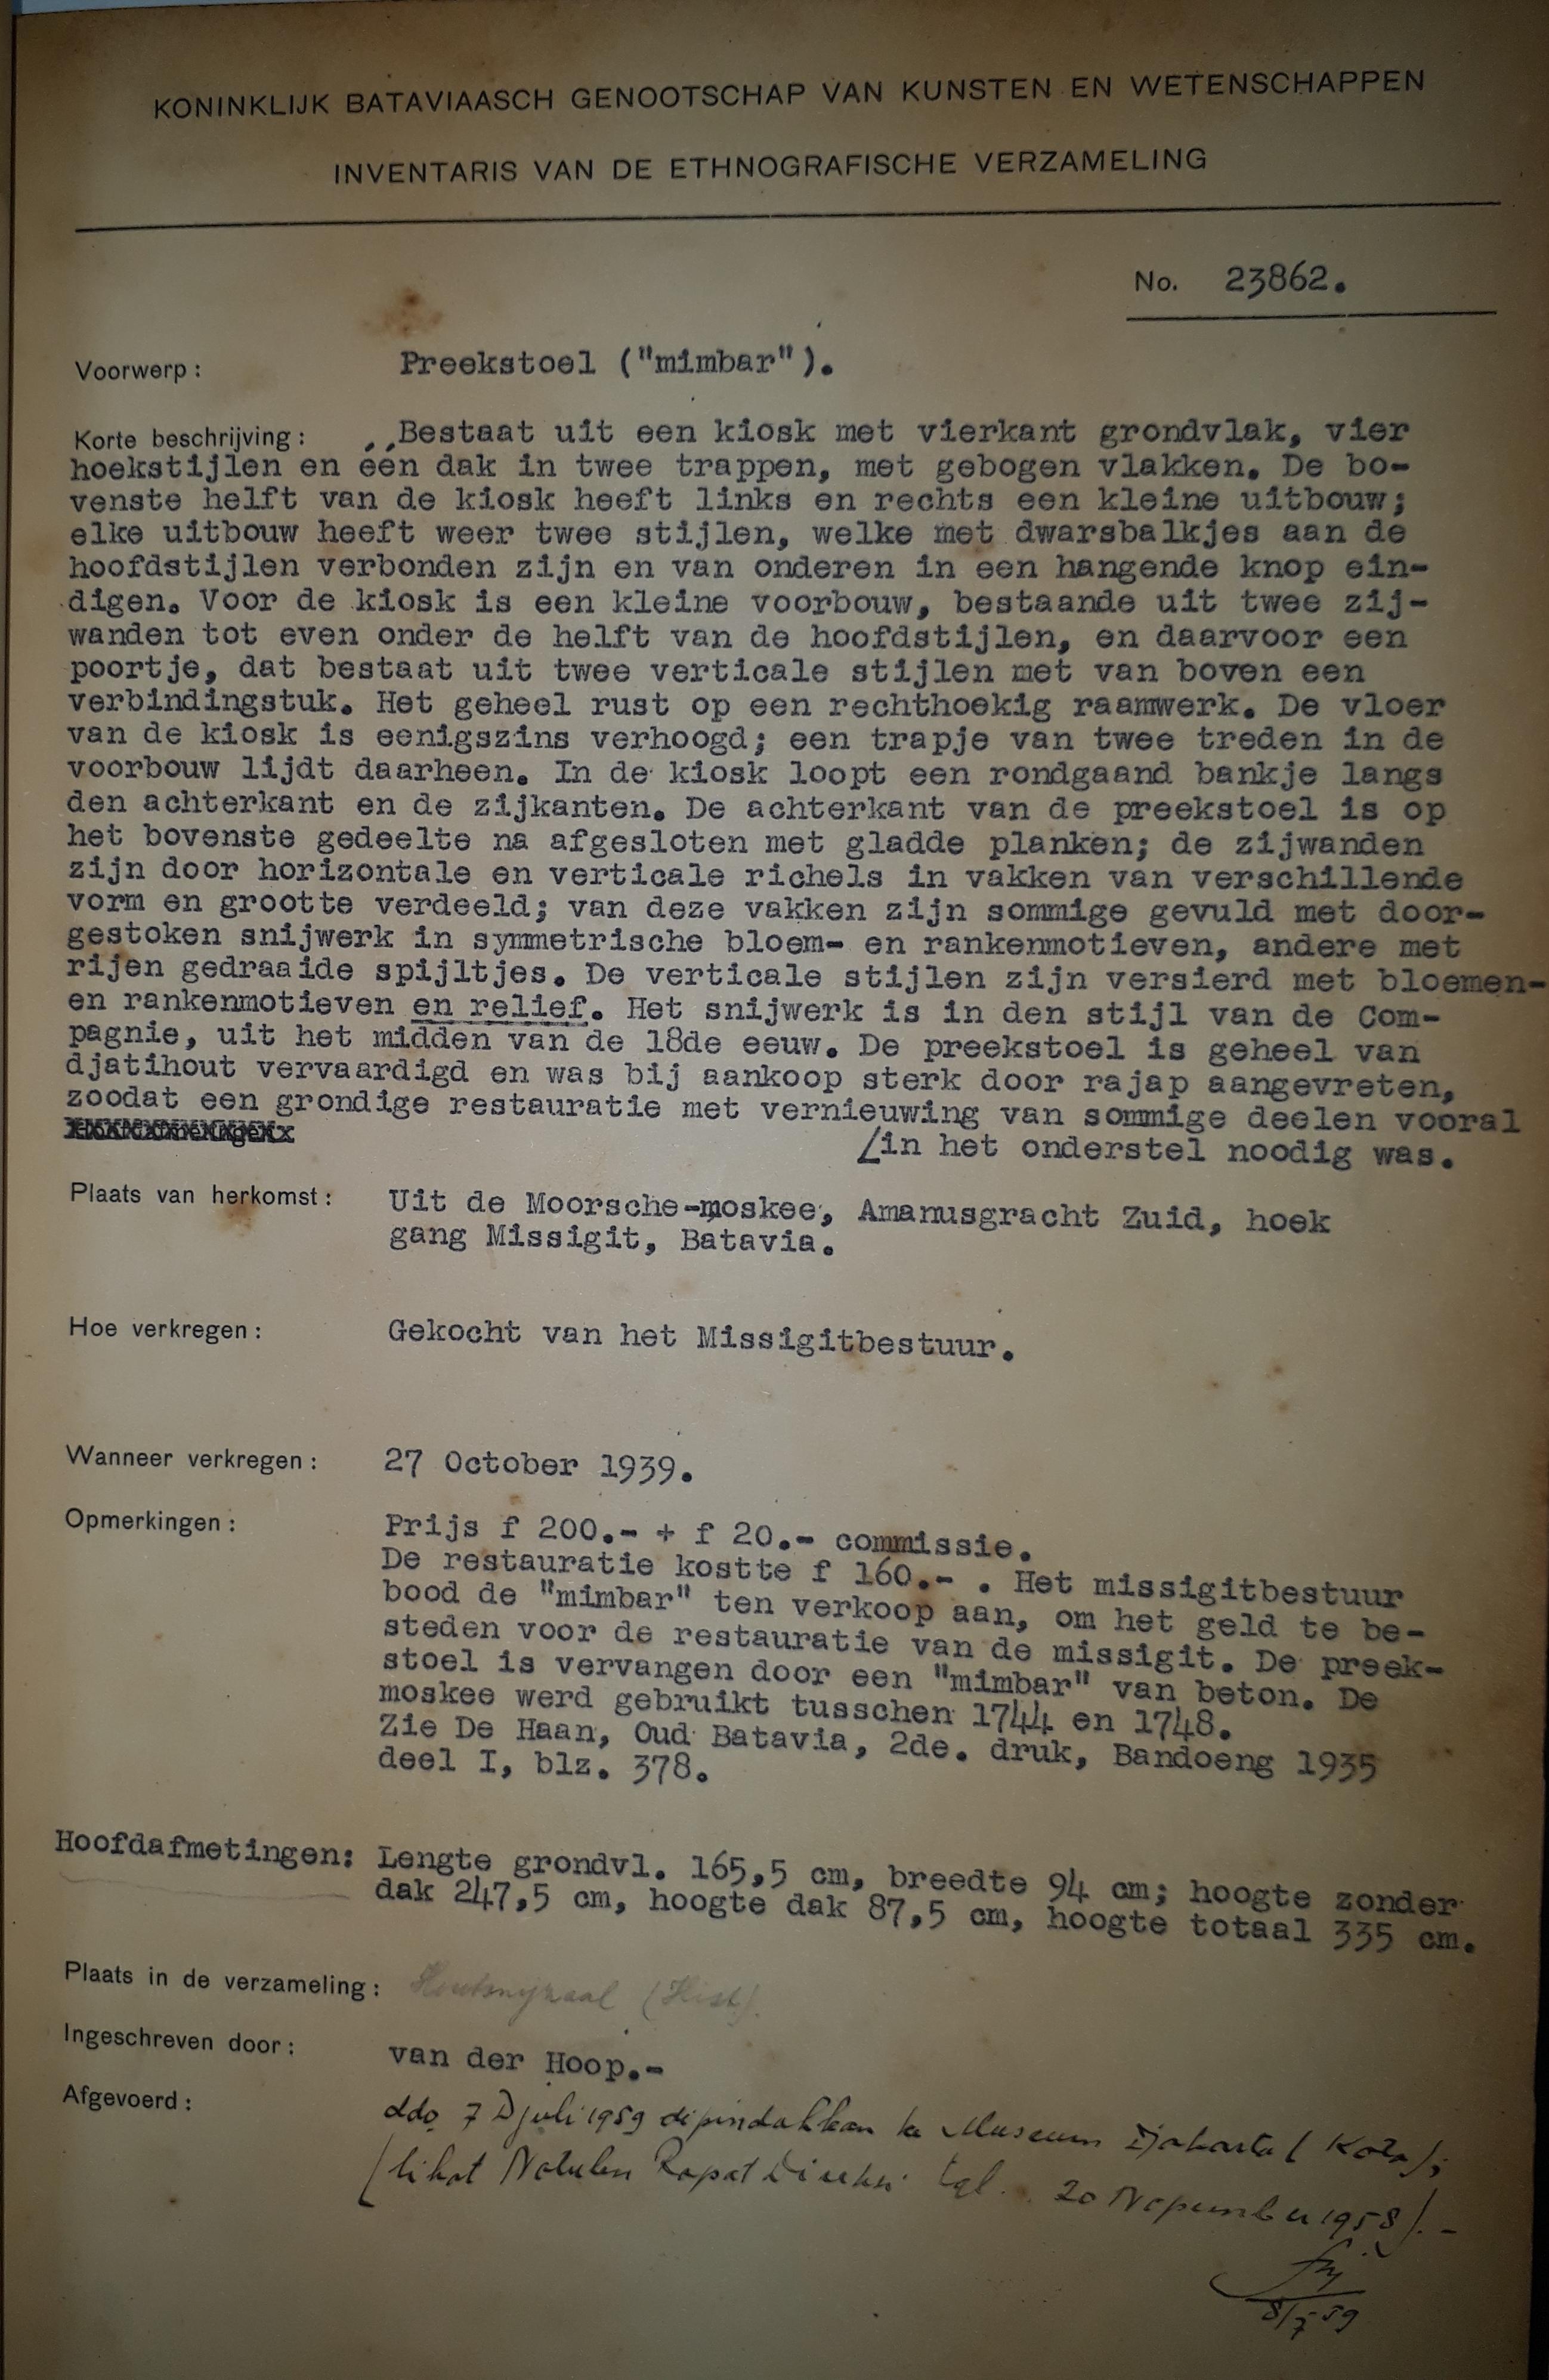 KONINKLIJK BATAVIAASCH GENOOTSCHAP VAN KUNSTEN EN WETENSCHAPPEN
INVENTARIS VAN DE ETHNOGRAFISCHE VERZAMELING
No. 23862.
Voorwerp: Preekstoel ("mimbar").
Korte beschrijving: Bestaat uit een kiosk met vierkant grondvlak, vier
hoekstijlen en één dak in twee trappen, met gebogen vlakken. De bo-
venste helft van de kiosk heeft links en rechts een kleine uitbouw;
elke uitbouw heeft weer twee stijlen, welke met dwarsbalkjes aan de
hoofdstijlen verbonden zijn en van onderen in een hangende knop ein-
digen. Voor de kiosk is een kleine voorbouw, bestaande uit twee zij-
wanden tot even onder de helft van de hoofdstijlen, en daarvoor een
poortje, dat bestaat uit twee verticale stijlen met van boven een
verbindingstuk. Het geheel rust op een rechthoekig raamwerk. De vloer
van de kiosk is eenigszins verhoogd; een trapje van twee treden in de
voorbouw lijdt daarheen. In de kiosk loopt een rondgaand bankje langs
den achterkant en de zijkanten. De achterkant van de preekstoel is op
het bovenste gedeelte na afgesloten met gladde planken; de zijwanden
zijn door horizontale en verticale richels in vakken van verschillende
vorm en grootte verdeeld; van deze vakken zijn sommige gevuld met door-
gestoken snijwerk in symmetrische bloem- en rankenmotieven, andere met
rijen gedraaide spijltjes. De verticale stijlen zijn versierd met bloemen-
en rankenmotieven en relief. Het snijwerk is in den stijl van de Com-
pagnie, uit het midden van de 18de eeuw. De preekstoel is geheel van
djatihout vervaardigd en was bij aankoop sterk door rajap aangevreten,
zoodat een grondige restauratie met vernieuwing van sommige deelen vooral
/in het onderstel noodig was.
Plaats van herkomst: Uit de Moorsche-moskee, Amanusgracht Zuid, hoek
gang Missigit, Batavia.
Hoe verkregen: Gekocht van het Missigitbestuur.
Wanneer verkregen: 27 October 1939.
Opmerkingen: Prijs f 200.- + f 20.- commissie.
De restauratie kostte f 160.- . Het missigitbestuur
bood de "mimbar" ten verkoop aan, om het geld te be-
steden voor de restauratie van de missigit. De preek-
stoel is vervangen door een "mimbar" van beton. De
moskee werd gebruikt tusschen 1744 en 1748.
Zie De Haan, Oud Batavia, 2de. druk, Bandoeng 1935
deel I, blz. 378.
Hoofdafmetingen: Lengte grondvl. 165,5 cm, breedte 94 cm; hoogte zonder
dak 247,5 cm, hoogte dak 87,5 cm, hoogte totaal 335 cm.
Plaats in de verzameling: Houtsnijzaal (Hist.).
Ingeschreven door: van der Hoop.-
Afgevoerd: ddo. 7 Djuli 1959 dipindahkan ke Museum Djakarta (Kota);
(lihat Notulen Rapat Direksi tgl. 20 Nopember 1958).-
8/7 59